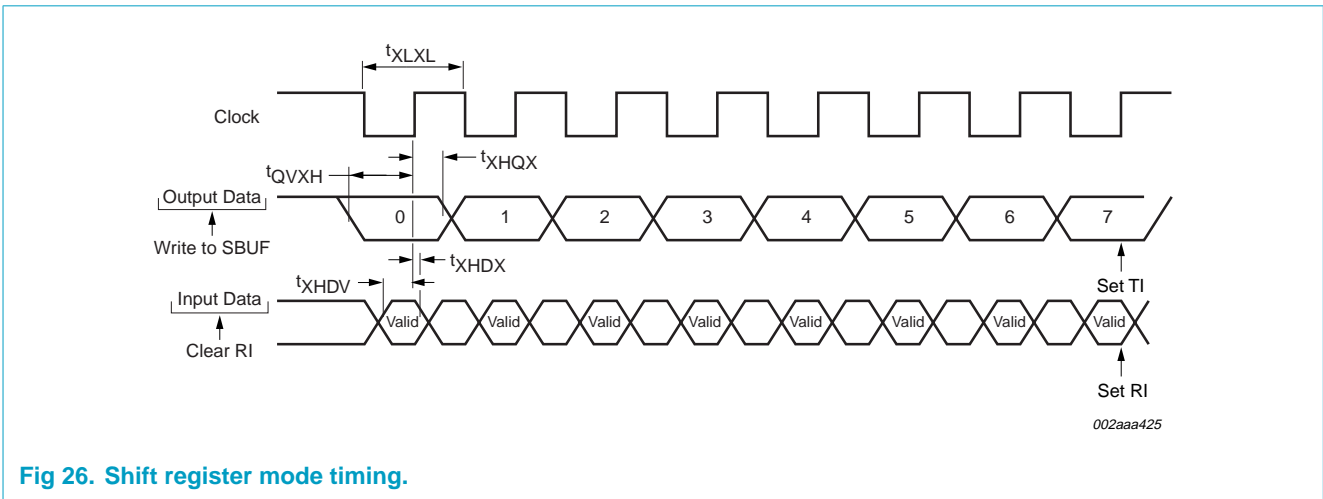 tXLXL
Clock
tXHQX
tQVXH
Output Data
0 1 2 3 4 5 6 7
Write to SBUF
tXHDX
Set TI
tXHDV
Input Data
Valid Valid Valid Valid Valid Valid Valid Valid
Clear RI
Set RI
002aaa425
Fig 26. Shift register mode timing.